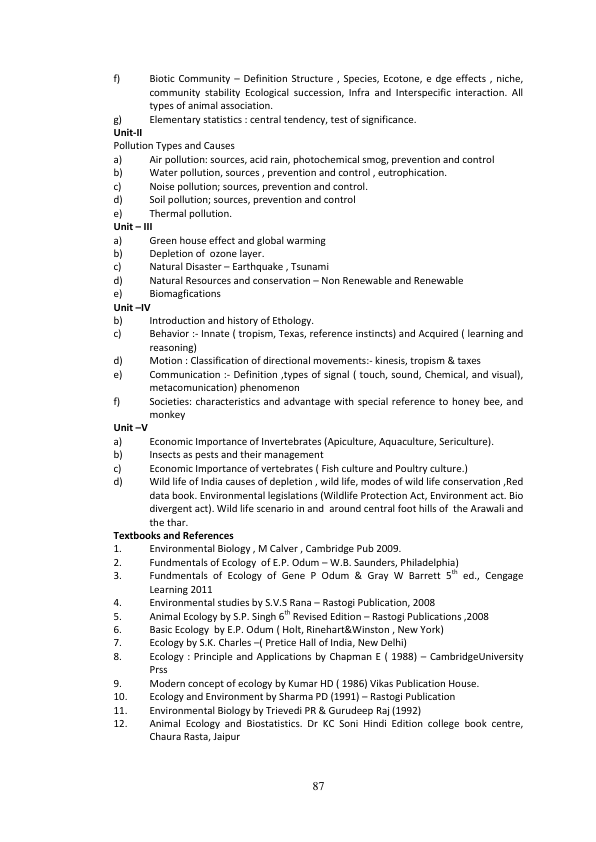 f) Biotic Community – Definition Structure , Species, Ecotone, e dge effects , niche,
community stability Ecological succession, Infra and Interspecific interaction. All
types of animal association.
g) Elementary statistics : central tendency, test of significance.
Unit-II
Pollution Types and Causes
a) Air pollution: sources, acid rain, photochemical smog, prevention and control
b) Water pollution, sources , prevention and control , eutrophication.
c) Noise pollution; sources, prevention and control.
d) Soil pollution; sources, prevention and control
e) Thermal pollution.
Unit – III
a) Green house effect and global warming
b) Depletion of ozone layer.
c) Natural Disaster – Earthquake , Tsunami
d) Natural Resources and conservation – Non Renewable and Renewable
e) Biomagfications
Unit –IV
b) Introduction and history of Ethology.
c) Behavior :- Innate ( tropism, Texas, reference instincts) and Acquired ( learning and
reasoning)
d) Motion : Classification of directional movements:- kinesis, tropism & taxes
e) Communication :- Definition ,types of signal ( touch, sound, Chemical, and visual),
metacomunication) phenomenon
f) Societies: characteristics and advantage with special reference to honey bee, and
monkey
Unit –V
a) Economic Importance of Invertebrates (Apiculture, Aquaculture, Sericulture).
b) Insects as pests and their management
c) Economic Importance of vertebrates ( Fish culture and Poultry culture.)
d) Wild life of India causes of depletion , wild life, modes of wild life conservation ,Red
data book. Environmental legislations (Wildlife Protection Act, Environment act. Bio
divergent act). Wild life scenario in and around central foot hills of the Arawali and
the thar.
Textbooks and References
1. Environmental Biology , M Calver , Cambridge Pub 2009.
2. Fundmentals of Ecology of E.P. Odum – W.B. Saunders, Philadelphia)
3. Fundmentals of Ecology of Gene P Odum & Gray W Barrett 5th ed., Cengage
Learning 2011
4. Environmental studies by S.V.S Rana – Rastogi Publication, 2008
5. Animal Ecology by S.P. Singh 6th Revised Edition – Rastogi Publications ,2008
6. Basic Ecology by E.P. Odum ( Holt, Rinehart&Winston , New York)
7. Ecology by S.K. Charles –( Pretice Hall of India, New Delhi)
8. Ecology : Principle and Applications by Chapman E ( 1988) – CambridgeUniversity
Prss
9. Modern concept of ecology by Kumar HD ( 1986) Vikas Publication House.
10. Ecology and Environment by Sharma PD (1991) – Rastogi Publication
11. Environmental Biology by Trievedi PR & Gurudeep Raj (1992)
12. Animal Ecology and Biostatistics. Dr KC Soni Hindi Edition college book centre,
Chaura Rasta, Jaipur
87